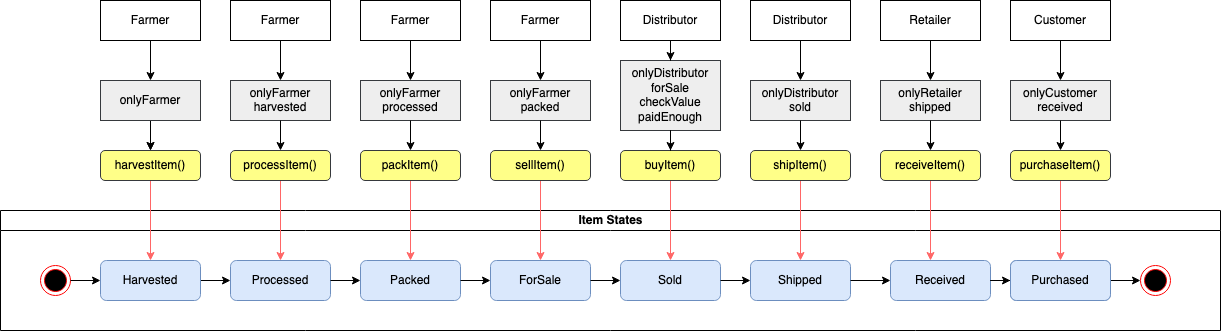 Farmer
Farmer
Farmer
Farmer
Distributor
Distributor
Retailer
Customer
onlyFarmer
onlyFarmer
harvested
onlyFarmer
processed
onlyFarmer
packed
onlyDistributor
forSale
checkValue
paidEnough
onlyDistributor
sold
onlyRetailer
shipped
onlyCustomer
received
harvestItem()
processItem()
packItem()
sellItem()
buyItem()
shipItem()
receiveItem()
purchaseItem()
Item States
Harvested
Processed
Packed
ForSale
Sold
Shipped
Received
Purchased